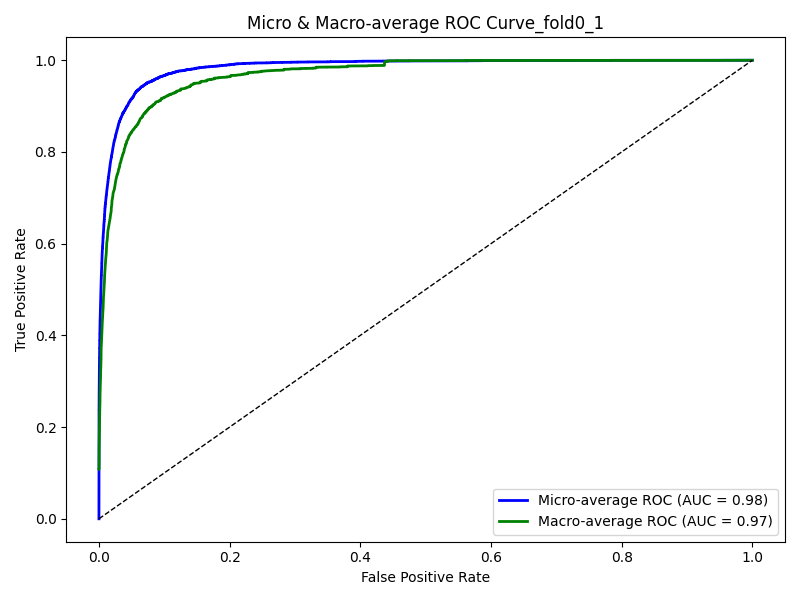 Micro & Macro-average ROC Curve_fold0_1
True Positive Rate
1.0
0.8
0.6
0.4
0.2
0.0
Micro-average ROC (AUC = 0.98)
Macro-average ROC (AUC = 0.97)
0.0 0.2 0.4 0.6 0.8 1.0
False Positive Rate